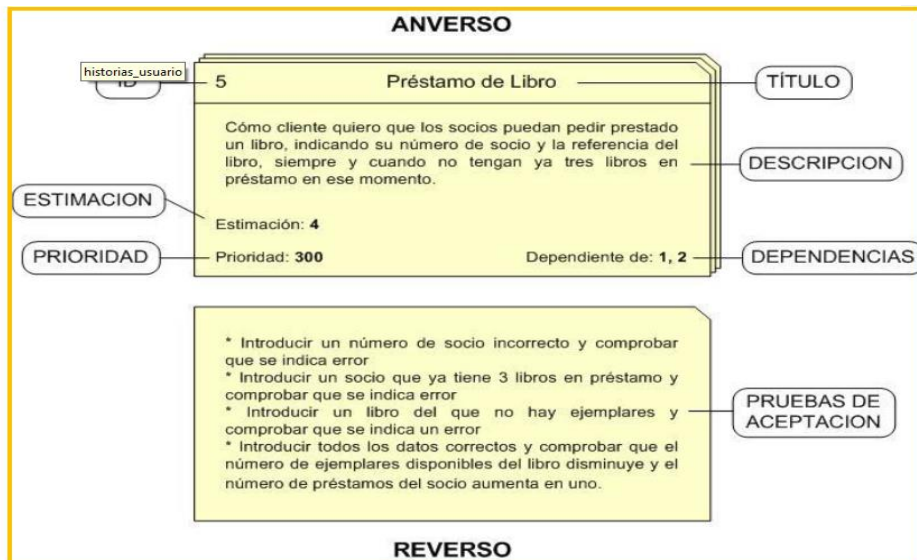 ANVERSO
historias_usuario
ID
5
Préstamo de Libro
TÍTULO
Cómo cliente quiero que los socios puedan pedir prestado
un libro, indicando su número de socio y la referencia del
libro, siempre y cuando no tengan ya tres libros en
préstamo en ese momento.
DESCRIPCION
ESTIMACION
Estimación: 4
PRIORIDAD
Prioridad: 300
Dependiente de: 1, 2
DEPENDENCIAS
* Introducir un número de socio incorrecto y comprobar
que se indica error
* Introducir un socio que ya tiene 3 libros en préstamo y
comprobar que se indica error
* Introducir un libro del que no hay ejemplares y
comprobar que se indica un error
* Introducir todos los datos correctos y comprobar que el
número de ejemplares disponibles del libro disminuye y el
número de préstamos del socio aumenta en uno.
PRUEBAS DE
ACEPTACION
REVERSO